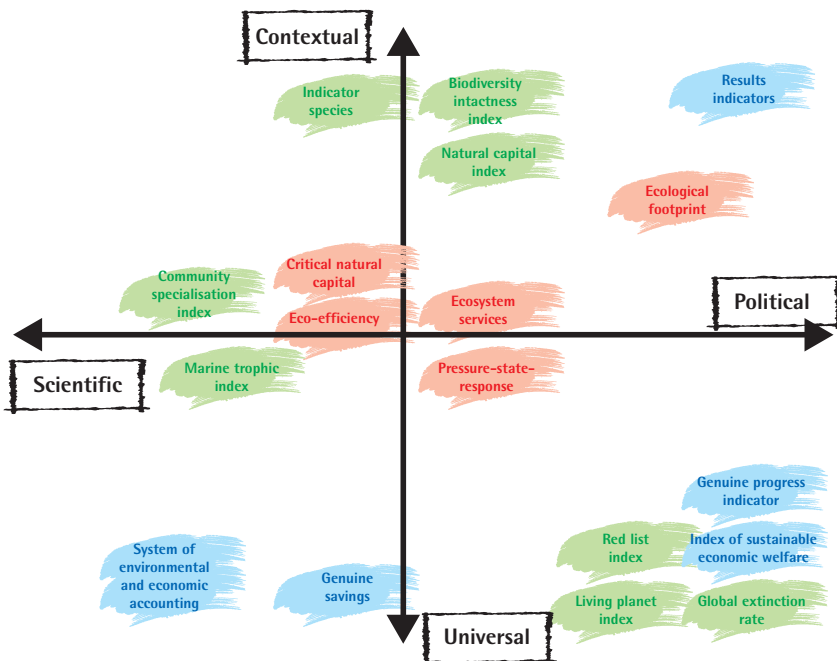 Contextual
Indicator
species
Biodiversity
intactness
index
Results
indicators
Natural capital
index
Ecological
footprint
Community
specialisation
index
Critical natural
capital
Eco-efficiency
Ecosystem
services
Political
Scientific
Marine trophic
index
Pressure-state-
response
Genuine progress
indicator
System of
environmental
and economic
accounting
Genuine
savings
Red list
index
Index of sustainable
economic welfare
Living planet
index
Global extinction
rate
Universal